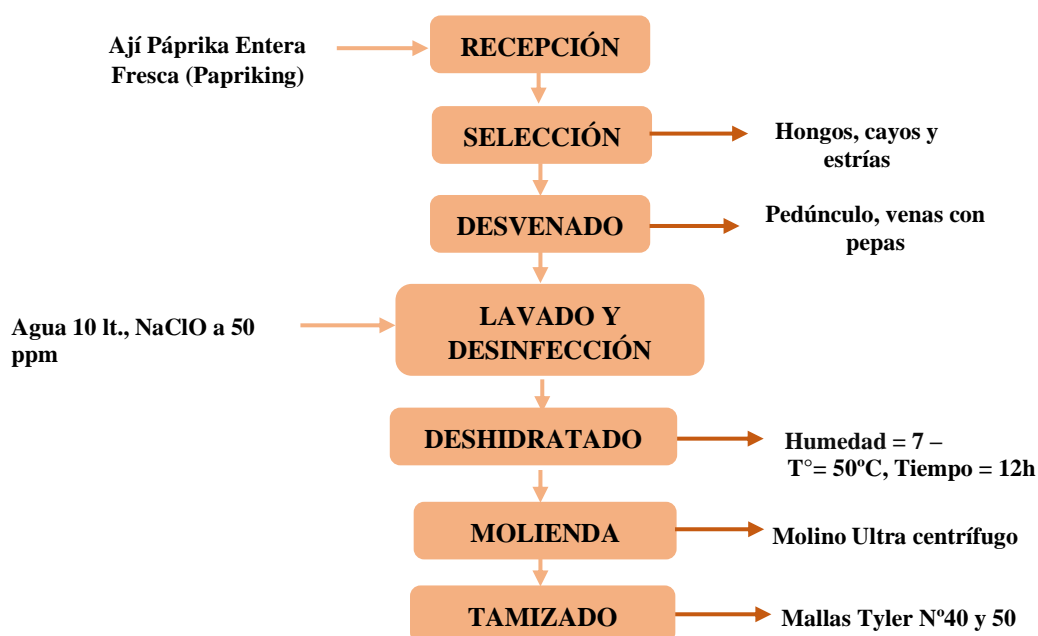 Ají Páprika Entera
Fresca (Papriking)
RECEPCIÓN
SELECCIÓN
Hongos, cayos y
estrías
DESVENADO
Pedúnculo, venas con
pepas
Agua 10 lt., NaClO a 50
ppm
LAVADO Y
DESINFECCIÓN
DESHIDRATADO
Humedad = 7 –
T°= 50ºC, Tiempo = 12h
MOLIENDA
Molino Ultra centrífugo
TAMIZADO
Mallas Tyler Nº40 y 50